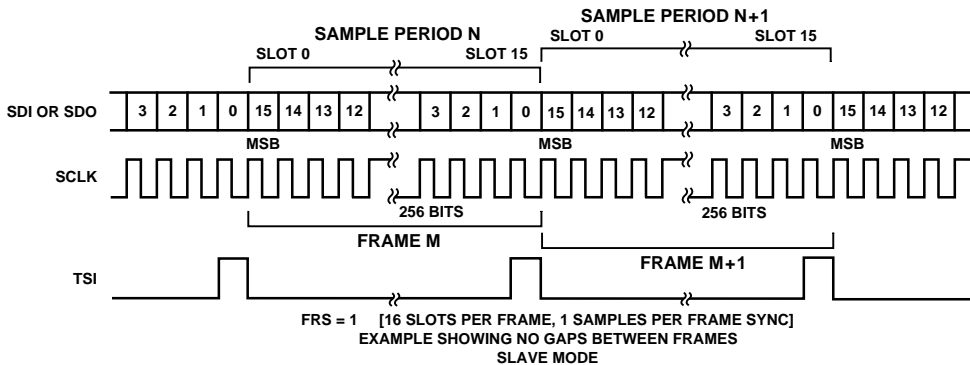 SAMPLE PERIOD N+1
SAMPLE PERIOD N
SLOT 0 SLOT 15 SLOT 0 SLOT 15
SDI OR SDO 3 2 1 0 15 14 13 12 3 2 1 0 15 14 13 12 3 2 1 0 15 14 13 12
MSB MSB MSB
SCLK
256 BITS 256 BITS
FRAME M
FRAME M+1
TSI
FRS = 1 [16 SLOTS PER FRAME, 1 SAMPLES PER FRAME SYNC]
EXAMPLE SHOWING NO GAPS BETWEEN FRAMES
SLAVE MODE